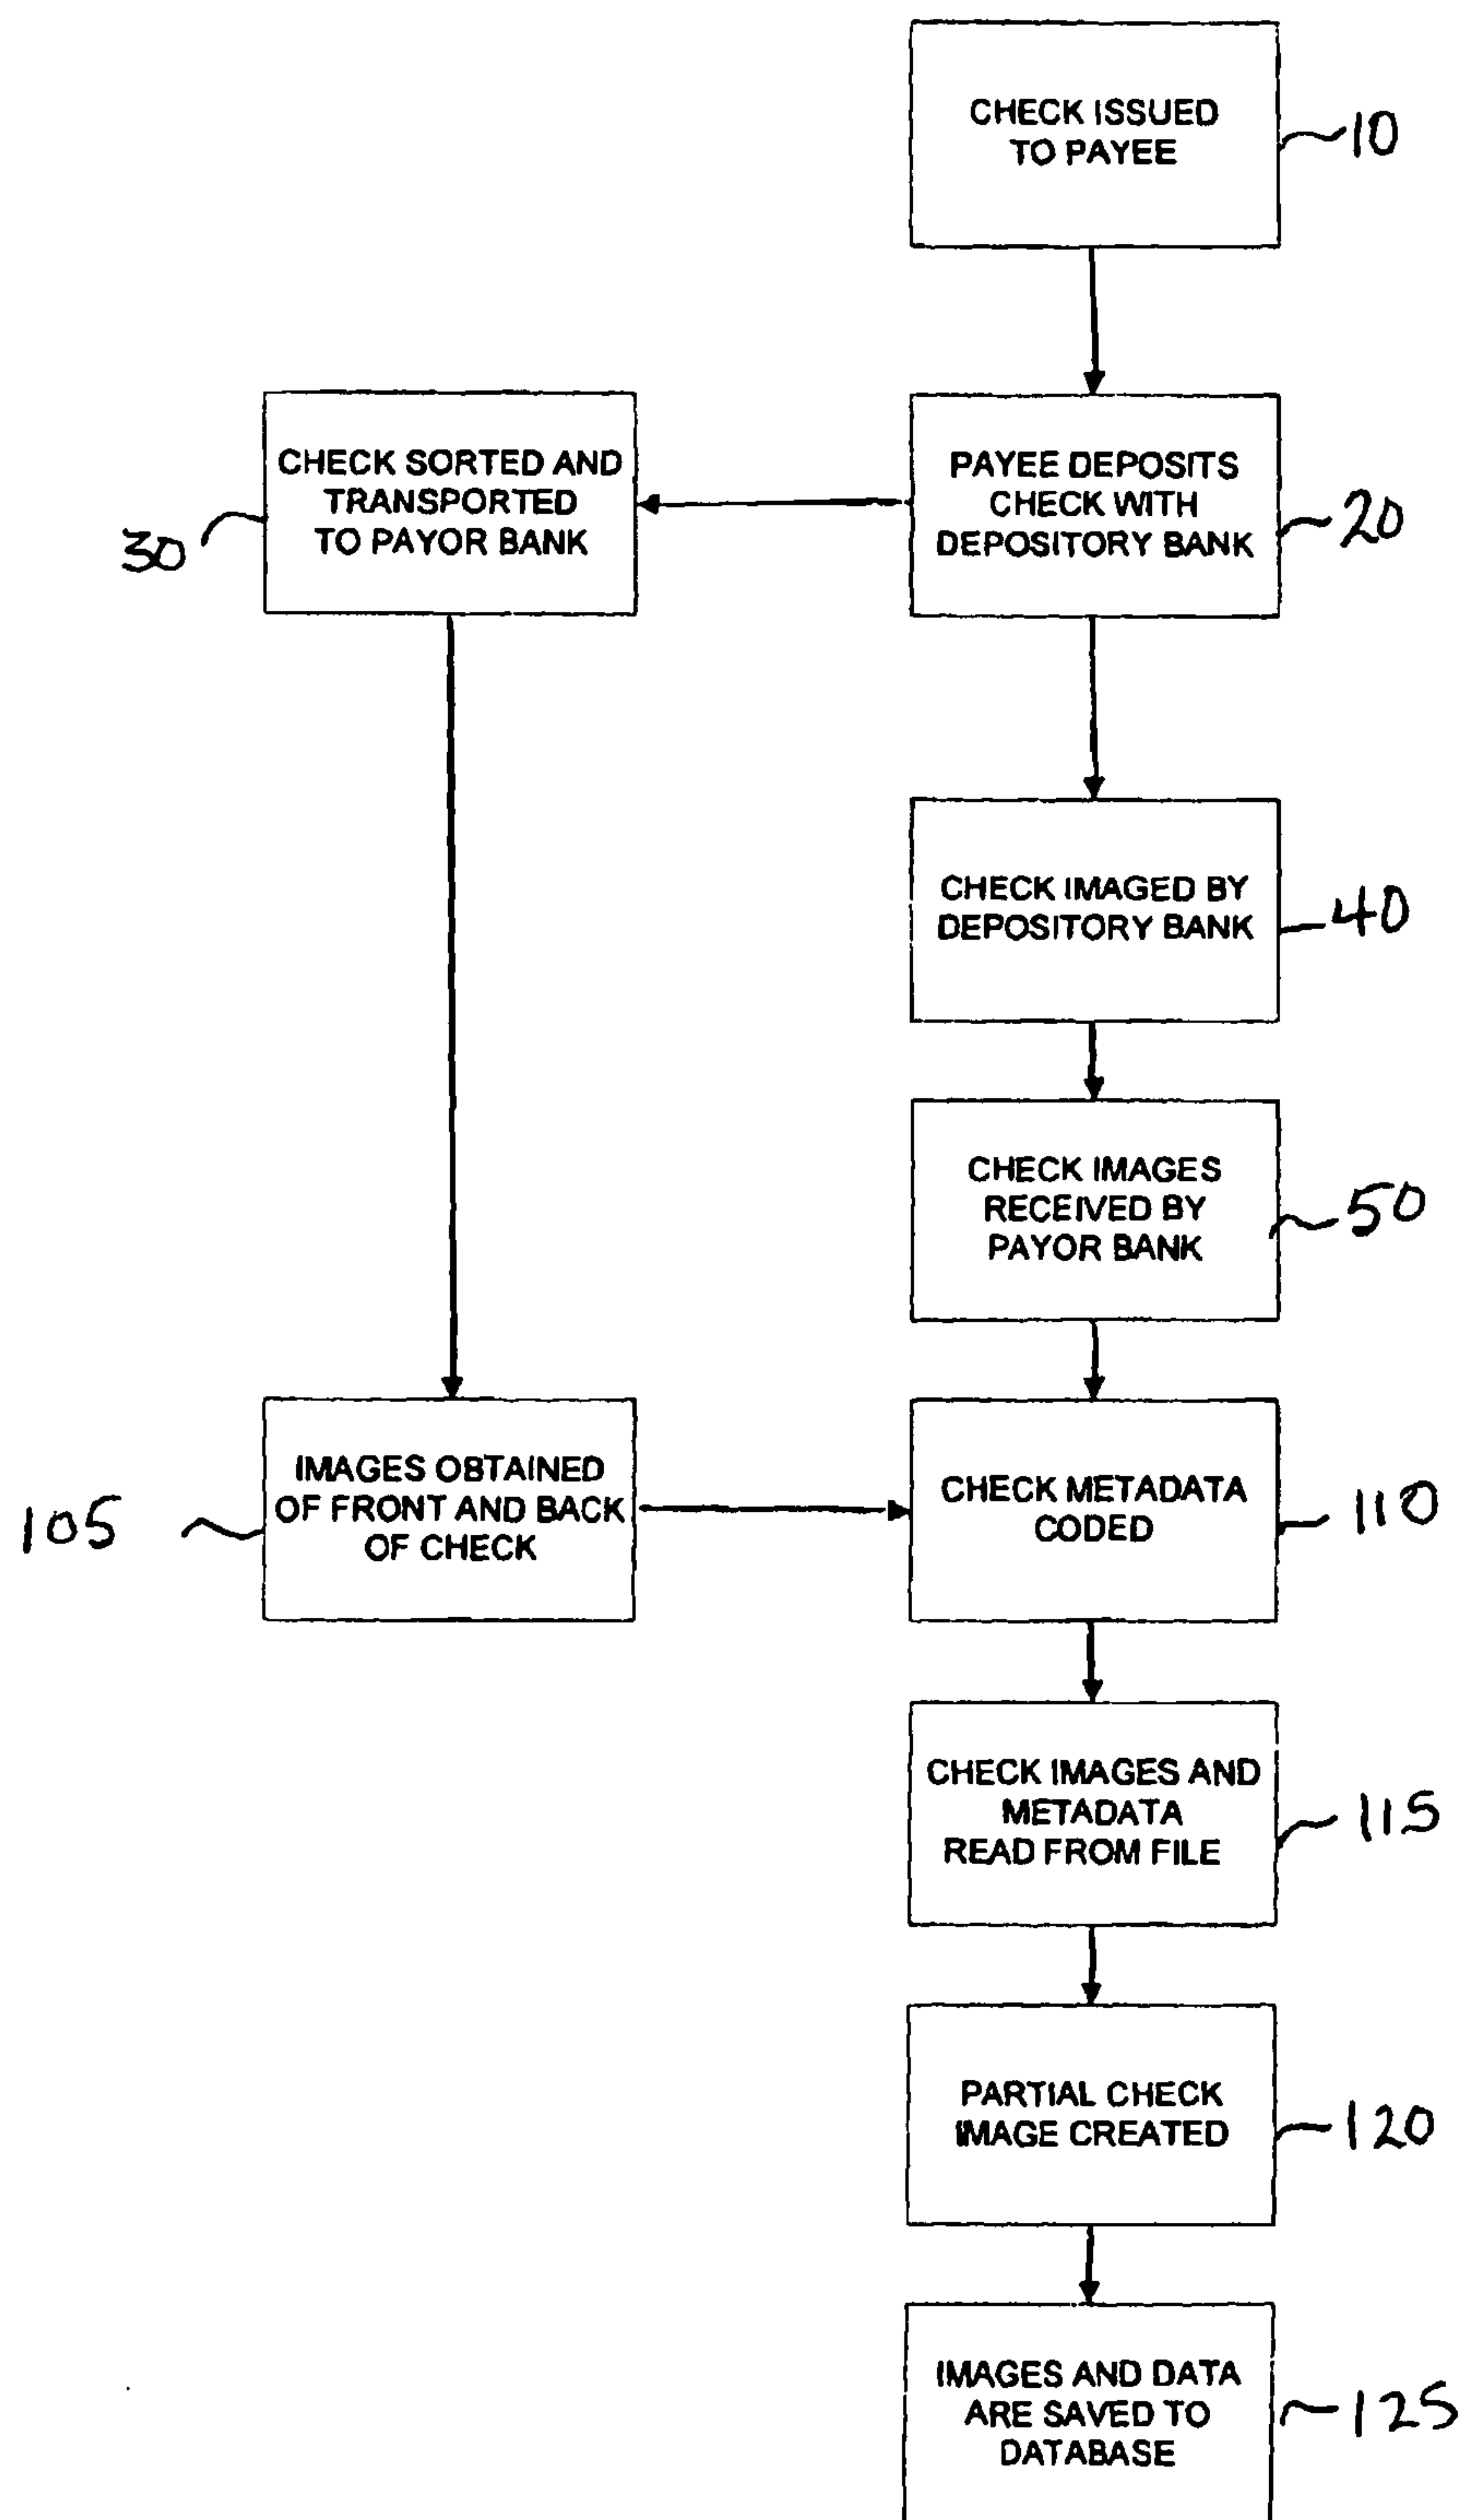 CHECK ISSUED
TO PAYEE
10
CHECK SORTED AND
TRANSPORTED
TO PAYOR BANK
30
PAYEE DEPOSITS
CHECK WITH
DEPOSITORY BANK
20
CHECK IMAGED BY
DEPOSITORY BANK
40
CHECK IMAGES
RECEIVED BY
PAYOR BANK
50
IMAGES OBTAINED
OF FRONT AND BACK
OF CHECK
105
CHECK METADATA
CODED
110
CHECK IMAGES AND
METADATA
READ FROM FILE
115
PARTIAL CHECK
IMAGE CREATED
120
IMAGES AND DATA
ARE SAVED TO
DATABASE
125